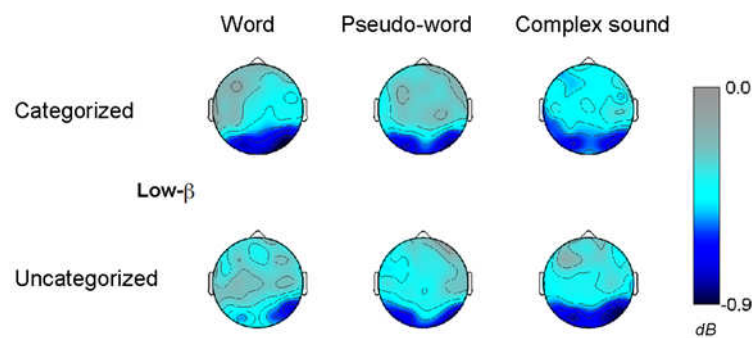 Word Pseudo-word Complex sound
0.0
Categorized
Low-β
Uncategorized
-0.9
dB